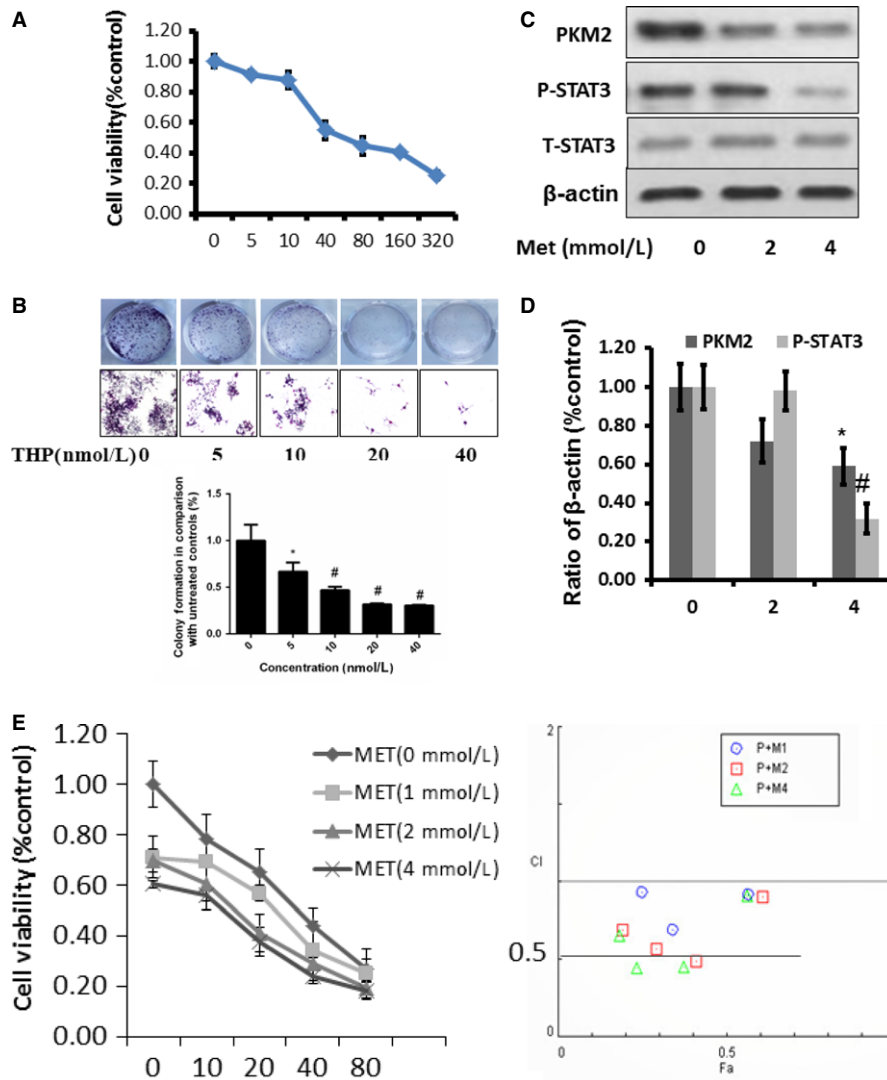 A
Cell viability(%control)
1.20
1.00
0.80
0.60
0.40
0.20
0.00
0 5 10 40 80 160 320
B
THP(nmol/L) 0 5 10 20 40
Colony formation in comparison
with untreated controls (%)
1.5
1.0
0.5
0.0
* # # #
0 5 10 20 40
Concentration (nmol/L)
C
PKM2
P-STAT3
T-STAT3
β-actin
Met (mmol/L) 0 2 4
D
PKM2 P-STAT3
Ratio of β-actin (%control)
1.20
1.00
0.80
0.60
0.40
0.20
0.00
*
#
0 2 4
E
Cell viability (%control)
1.20
1.00
0.80
0.60
0.40
0.20
0.00
MET(0 mmol/L)
MET(1 mmol/L)
MET(2 mmol/L)
MET(4 mmol/L)
0 10 20 40 80
2
P+M1
P+M2
P+M4
CI
0.5
0
0 0.5
Fa